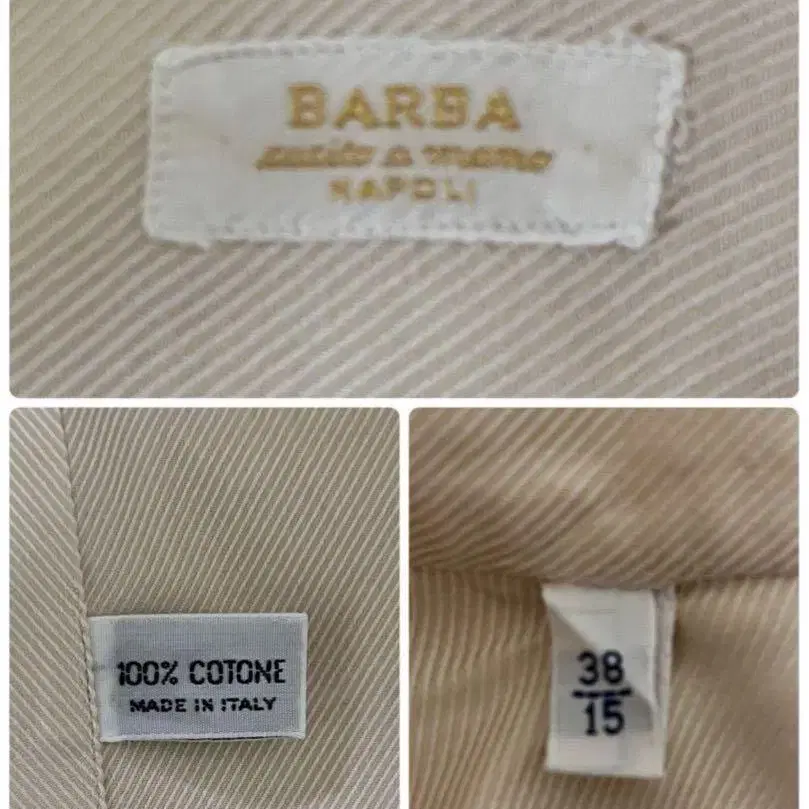 BARBA
NAPOLI
100% COTONE
MADE IN ITALY
38
15